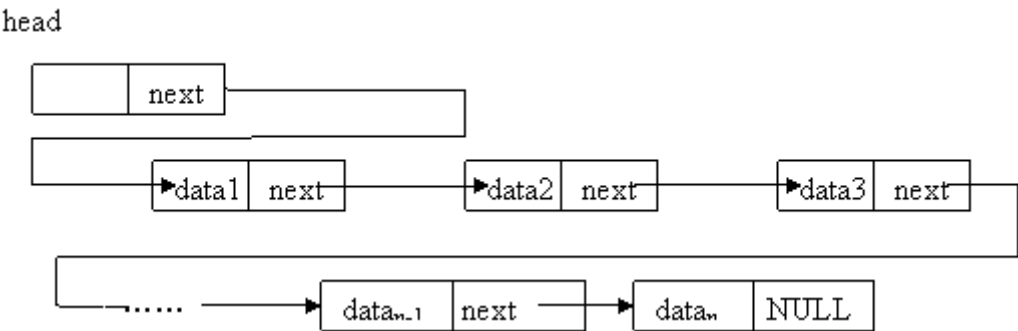 head
next
data1 next data2 next data3 next
...... dataₙ₋₁ next dataₙ NULL